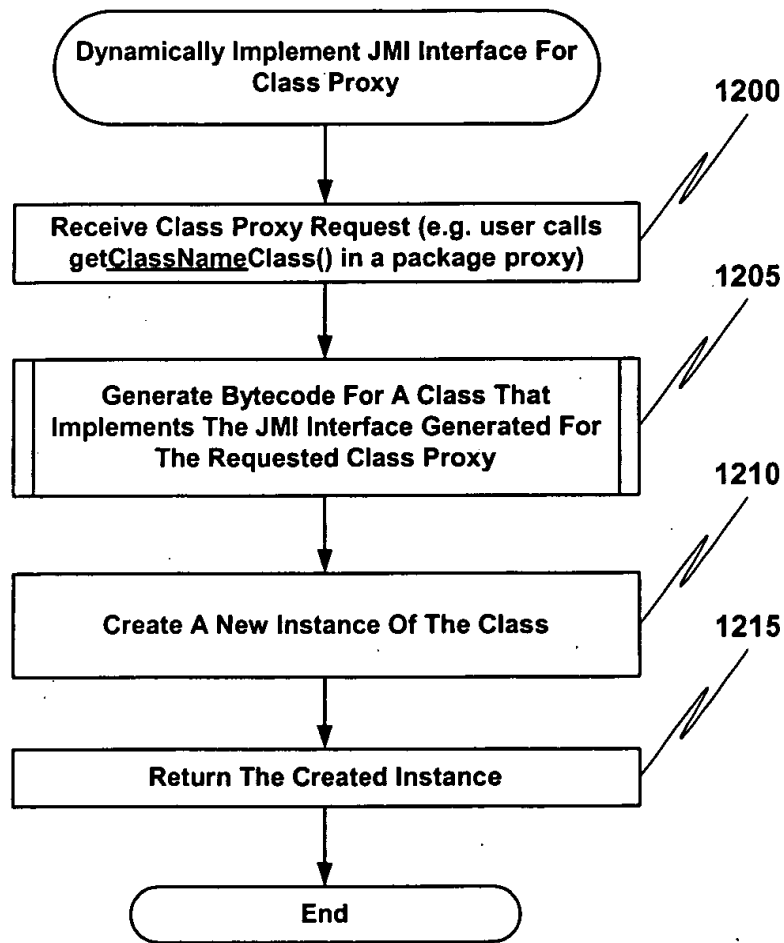 Dynamically Implement JMI Interface For
Class Proxy
1200
Receive Class Proxy Request (e.g. user calls
getClassNameClass() in a package proxy)
1205
Generate Bytecode For A Class That
Implements The JMI Interface Generated For
The Requested Class Proxy
1210
Create A New Instance Of The Class
1215
Return The Created Instance
End